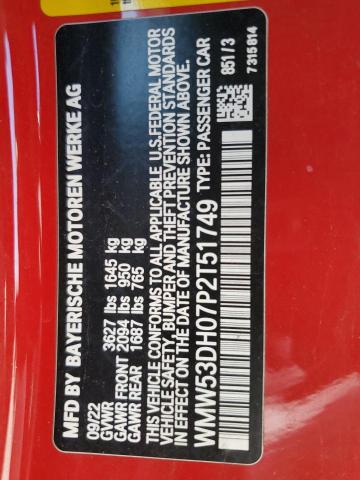 MFD BY BAYERISCHE MOTOREN WERKE AG
09/22
GVWR 3627 lbs 1645 kg
GAWR FRONT 2094 lbs 950 kg
GAWR REAR 1687 lbs 765 kg
THIS VEHICLE CONFORMS TO ALL APPLICABLE U.S.FEDERAL MOTOR
VEHICLE SAFETY, BUMPER AND THEFT PREVENTION STANDARDS
IN EFFECT ON THE DATE OF MANUFACTURE SHOWN ABOVE.
WMW53DH07P2T51749 TYPE: PASSENGER CAR
851/3
7 315 814